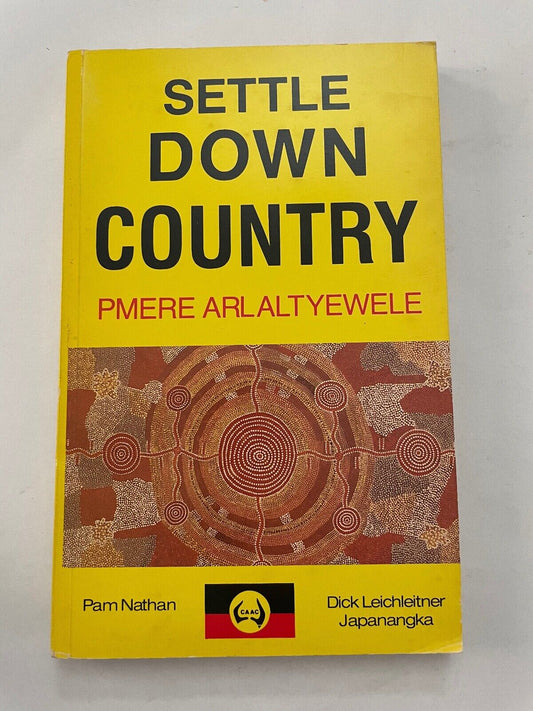 SETTLE
DOWN
COUNTRY
PMERE ARLALTYEWELE
Pam Nathan
CAAC
Dick Leichleitner
Japanangka